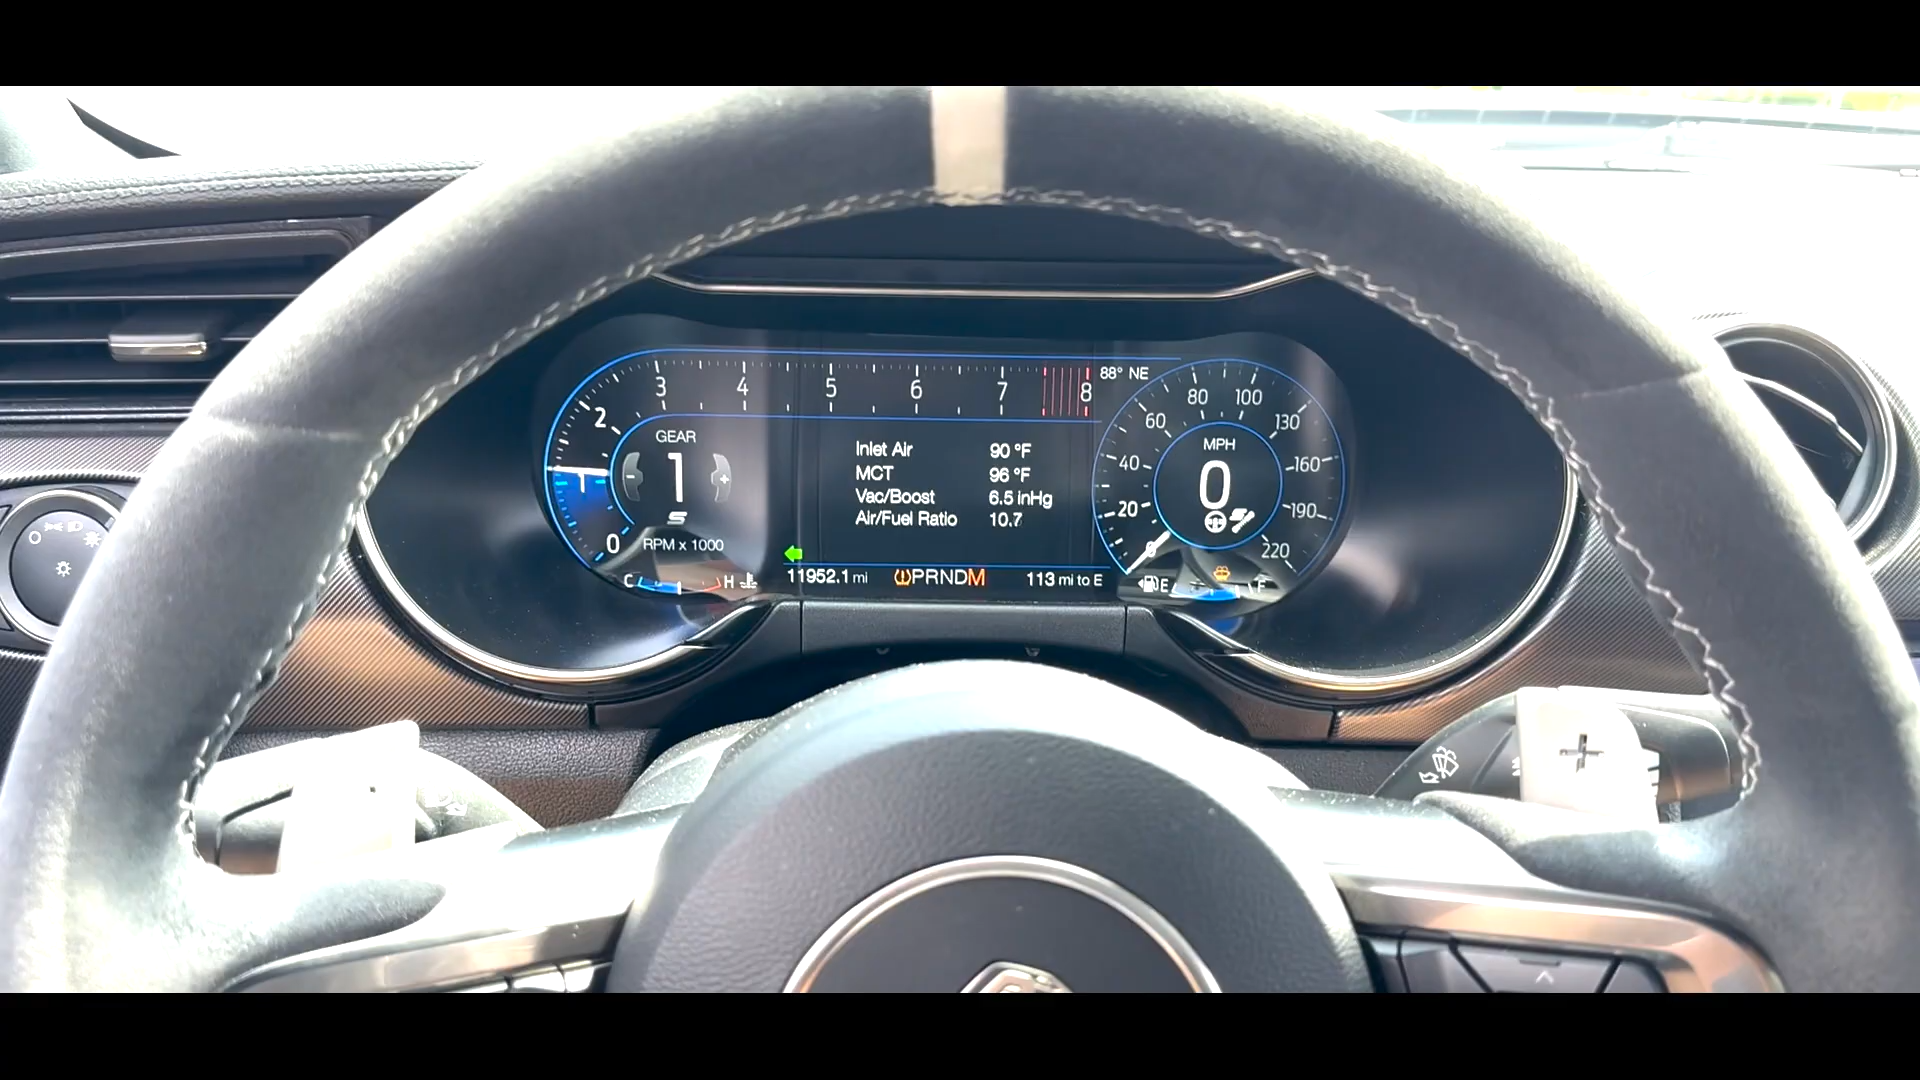 3 4 5 6 7 8
88° NE
2
1
0
GEAR
1
S
RPM x 1000
C H
Inlet Air 90 °F
MCT 96 °F
Vac/Boost 6.5 inHg
Air/Fuel Ratio 10.7
11952.1 mi PRNDM 113 mi to E
0 20 40 60 80 100 130 160 190 220
MPH
0
E F
- +
+